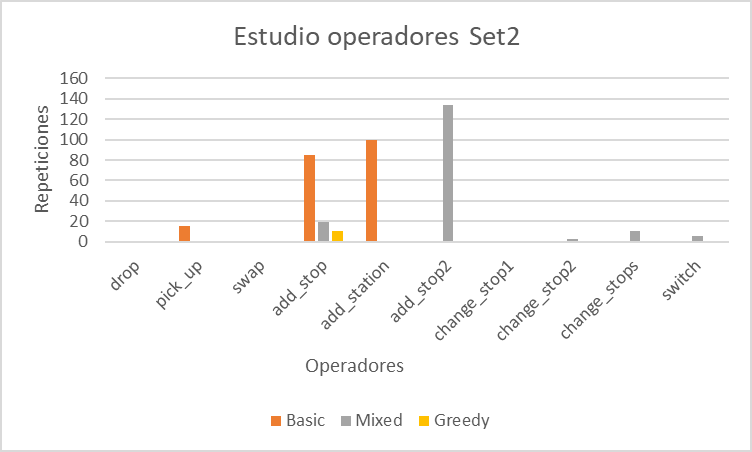 Estudio operadores Set2
Repeticiones
160
140
120
100
80
60
40
20
0
drop
pick_up
swap
add_stop
add_station
add_stop2
change_stop1
change_stop2
change_stops
switch
Operadores
Basic Mixed Greedy